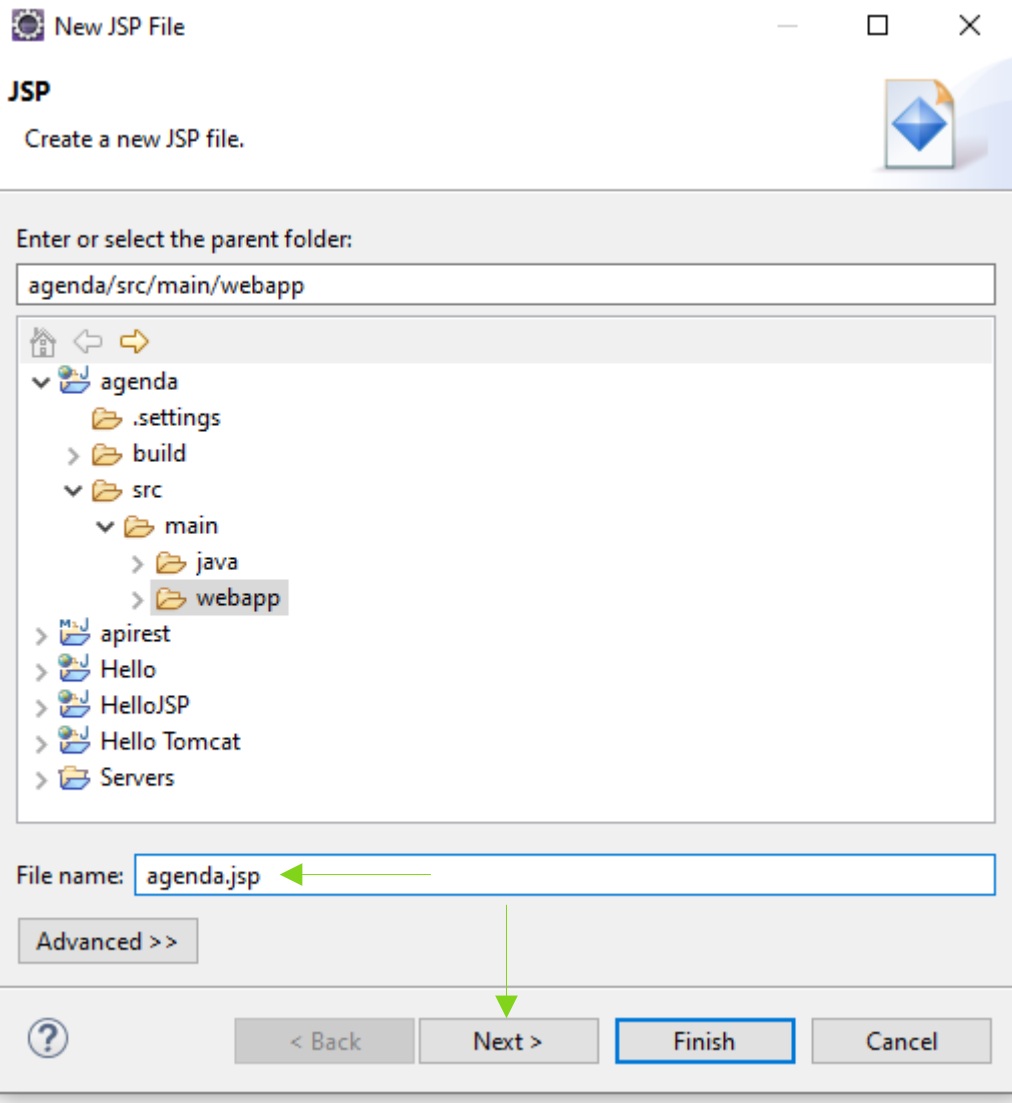 New JSP File
JSP
Create a new JSP file.
Enter or select the parent folder:
agenda/src/main/webapp
agenda
.settings
build
src
main
java
webapp
apirest
Hello
HelloJSP
Hello Tomcat
Servers
File name: agenda.jsp
Advanced >>
? < Back Next > Finish Cancel